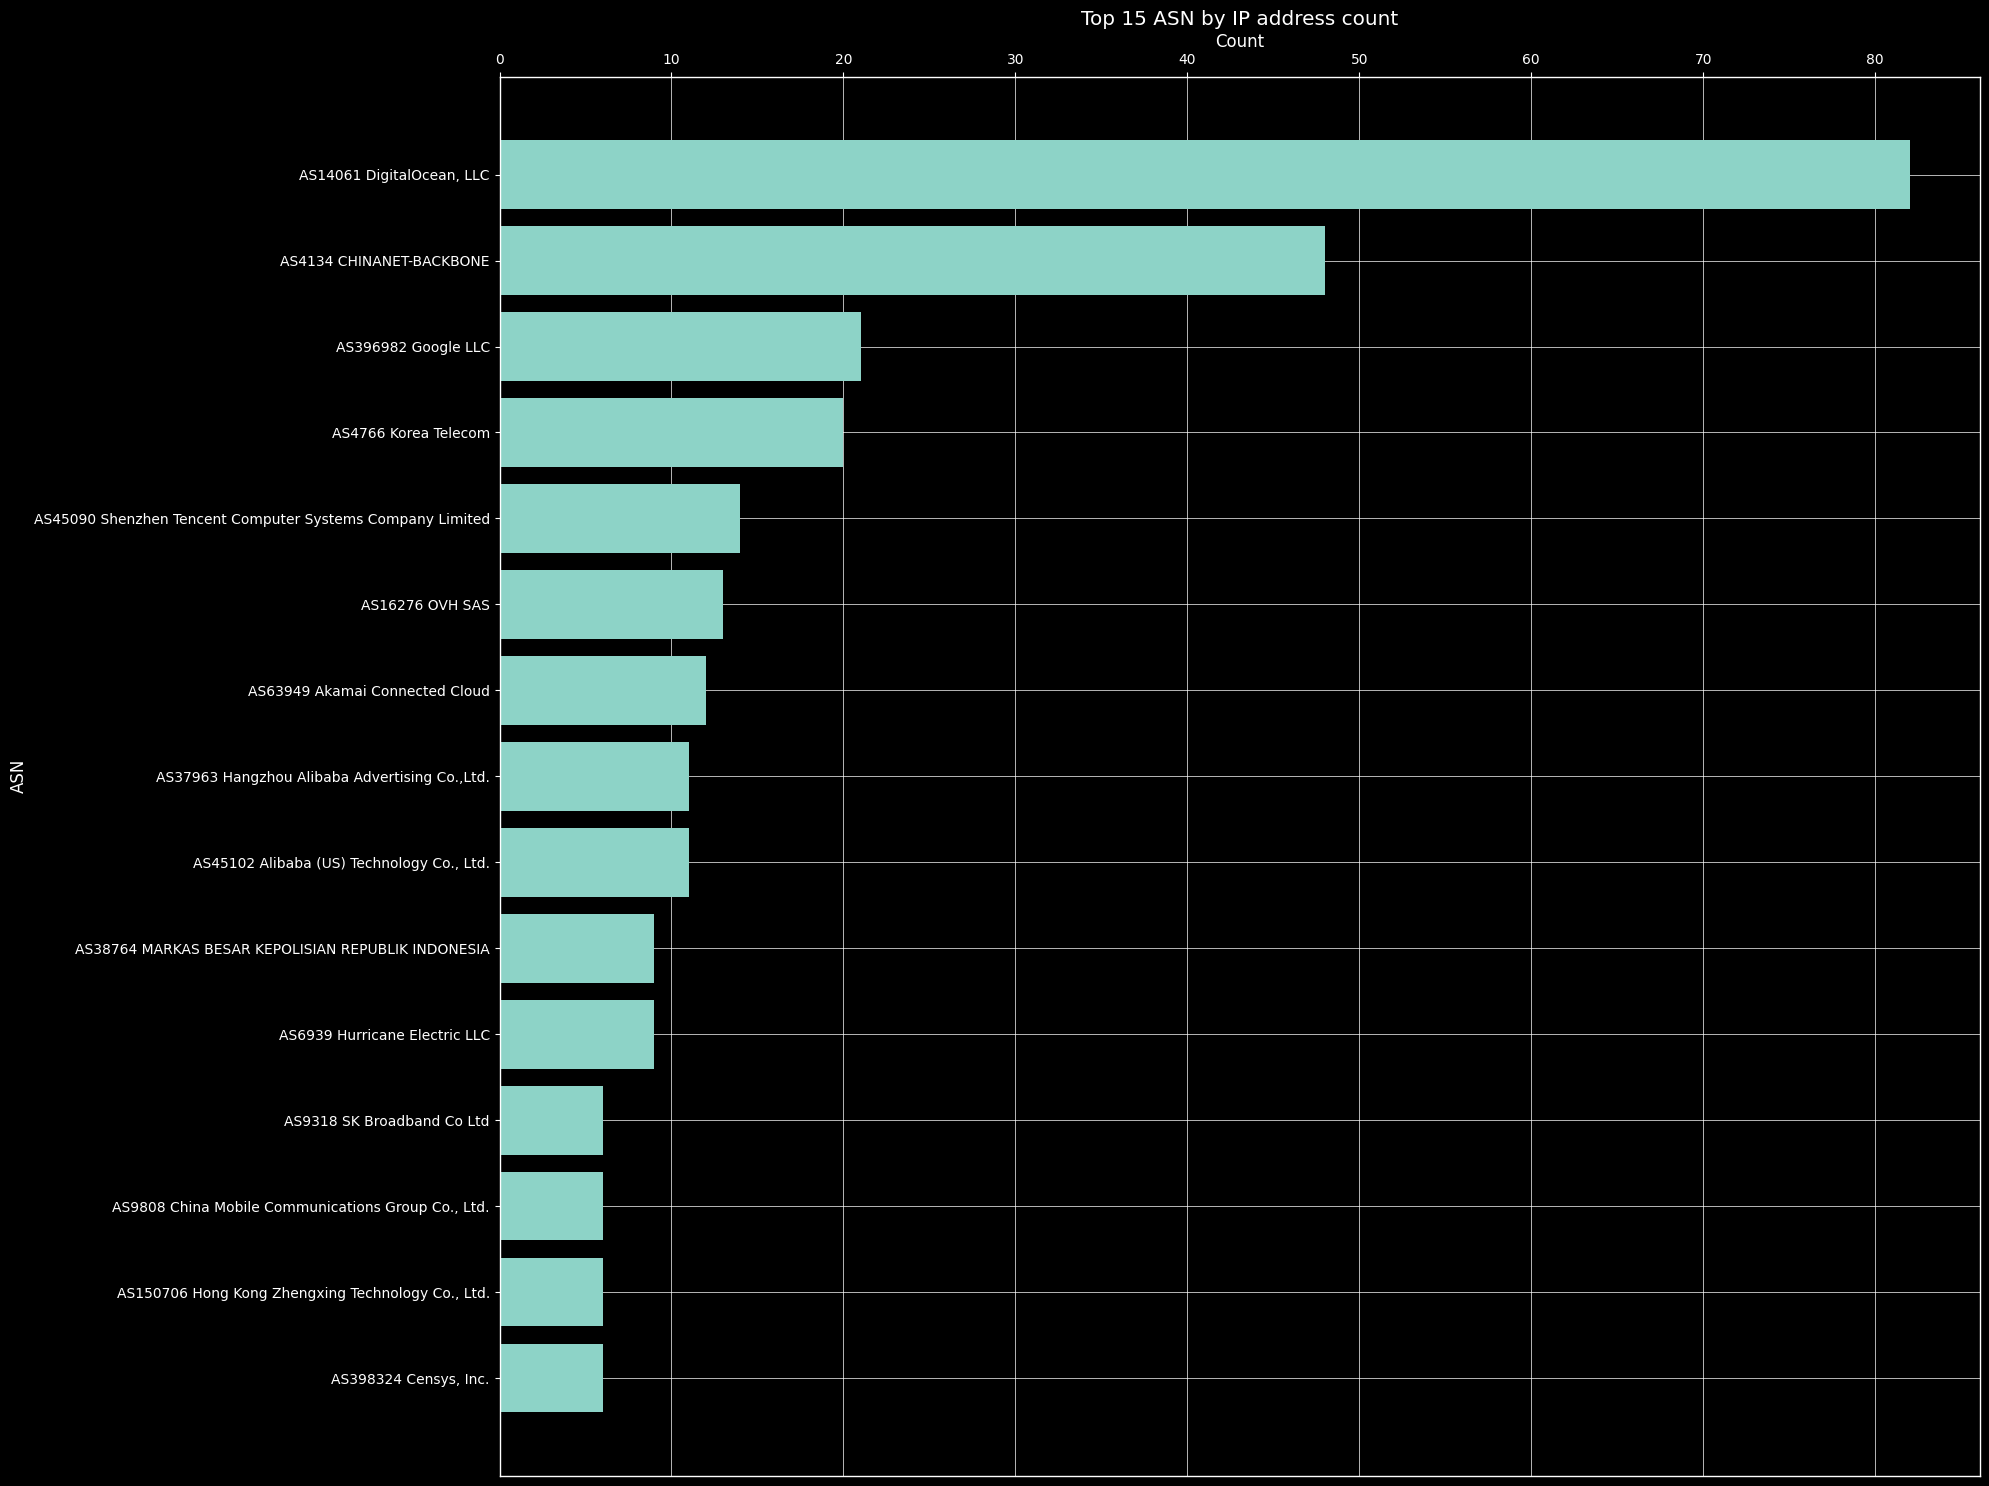 Top 15 ASN by IP address count
Count
0 10 20 30 40 50 60 70 80
AS14061 DigitalOcean, LLC
AS4134 CHINANET-BACKBONE
AS396982 Google LLC
AS4766 Korea Telecom
AS45090 Shenzhen Tencent Computer Systems Company Limited
AS16276 OVH SAS
AS63949 Akamai Connected Cloud
AS37963 Hangzhou Alibaba Advertising Co.,Ltd.
ASN
AS45102 Alibaba (US) Technology Co., Ltd.
AS38764 MARKAS BESAR KEPOLISIAN REPUBLIK INDONESIA
AS6939 Hurricane Electric LLC
AS9318 SK Broadband Co Ltd
AS9808 China Mobile Communications Group Co., Ltd.
AS150706 Hong Kong Zhengxing Technology Co., Ltd.
AS398324 Censys, Inc.